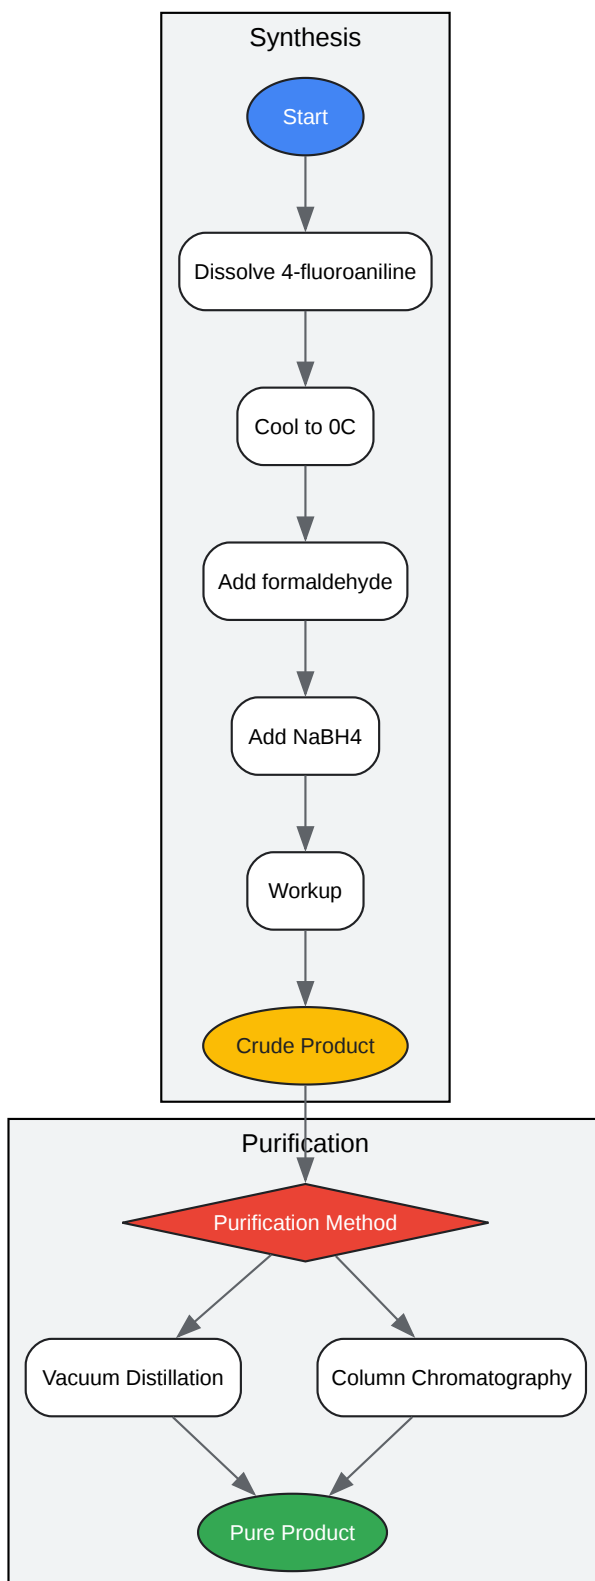 Synthesis
Start
Dissolve 4-fluoroaniline
Cool to 0C
Add formaldehyde
Add NaBH4
Workup
Crude Product
Purification
Purification Method
Vacuum Distillation
Column Chromatography
Pure Product